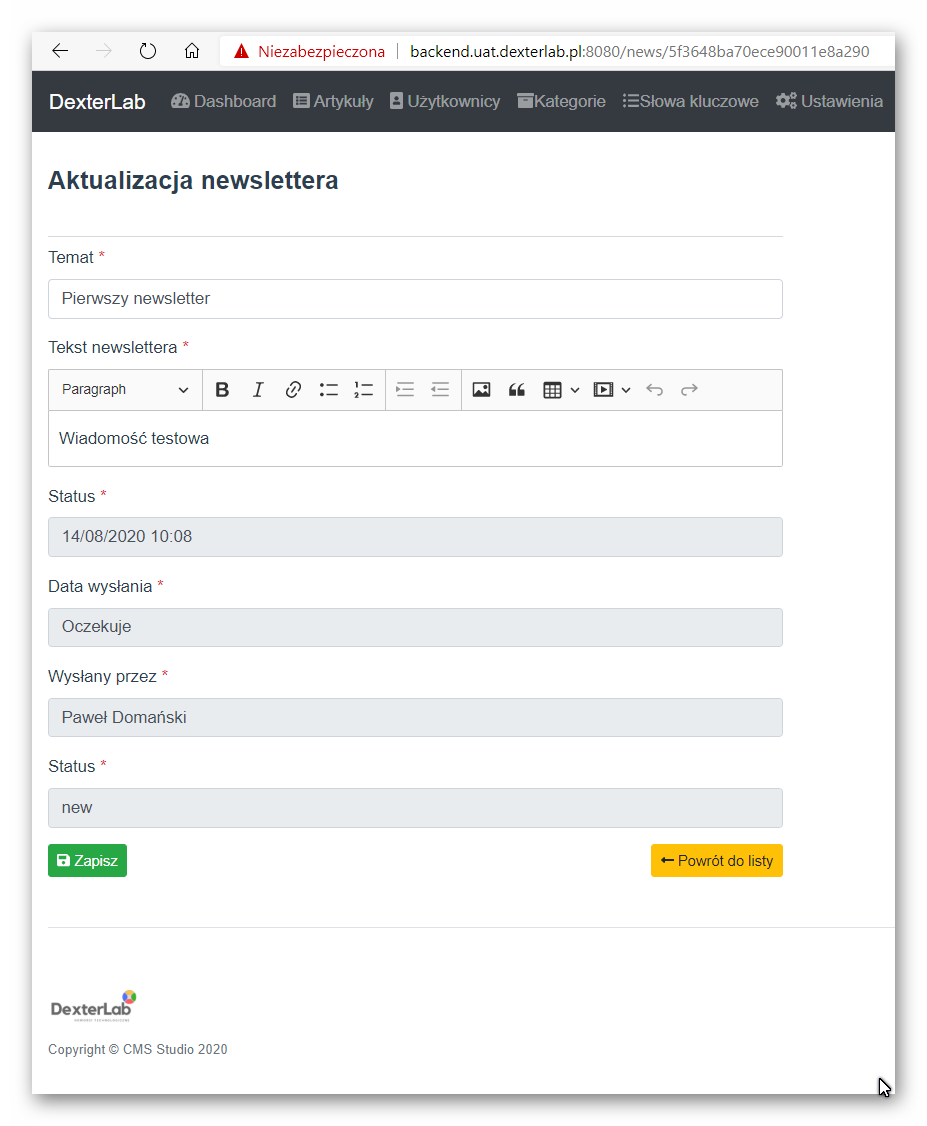 Niezabezpieczona | backend.uat.dexterlab.pl:8080/news/5f3648ba70ece90011e8a290
DexterLab Dashboard Artykuły Użytkownicy Kategorie Słowa kluczowe Ustawienia
Aktualizacja newslettera
Temat *
Pierwszy newsletter
Tekst newslettera *
Paragraph
Wiadomość testowa
Status *
14/08/2020 10:08
Data wysłania *
Oczekuje
Wysłany przez *
Paweł Domański
Status *
new
Zapisz Powrót do listy
DexterLab
Copyright © CMS Studio 2020